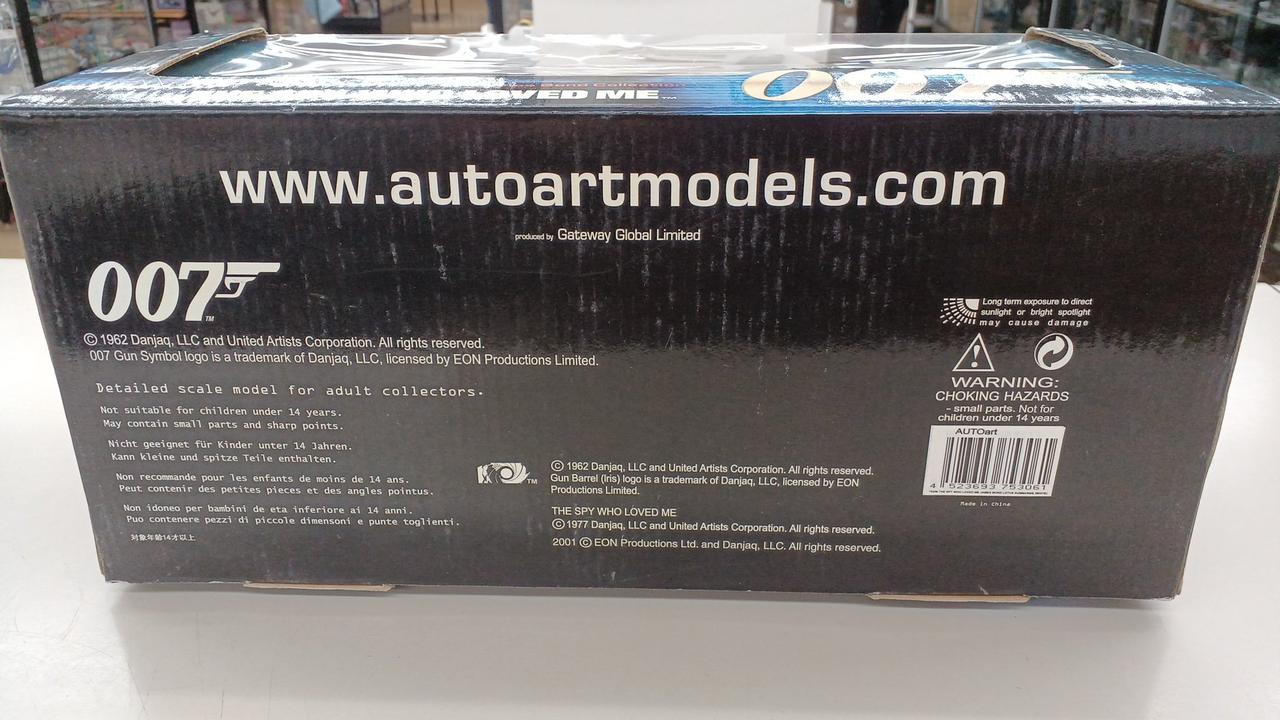 The Bond Collection
VED ME™
007
www.autoartmodels.com
produced by Gateway Global Limited
007™
© 1962 Danjaq, LLC and United Artists Corporation. All rights reserved.
007 Gun Symbol logo is a trademark of Danjaq, LLC, licensed by EON Productions Limited.
Detailed scale model for adult collectors.
Not suitable for children under 14 years.
May contain small parts and sharp points.
Nicht geeignet für Kinder unter 14 Jahren.
Kann kleine und spitze Teile enthalten.
Non recommande pour les enfants de moins de 14 ans.
Peut contenir des petites pieces et des angles pointus.
Non idoneo per bambini de eta inferiore ai 14 anni.
Puo contenere pezzi di piccole dimensoni e punte toglienti.
対象年齢14才以上
TM
© 1962 Danjaq, LLC and United Artists Corporation. All rights reserved.
Gun Barrel (Iris) logo is a trademark of Danjaq, LLC, licensed by EON
Productions Limited.
THE SPY WHO LOVED ME
© 1977 Danjaq, LLC and United Artists Corporation. All rights reserved.
2001 © EON Productions Ltd. and Danjaq, LLC. All rights reserved.
Long term exposure to direct
sunlight or bright spotlight
may cause damage
WARNING:
CHOKING HAZARDS
- small parts. Not for
children under 14 years
AUTOart
4 523693 753061
Made in China